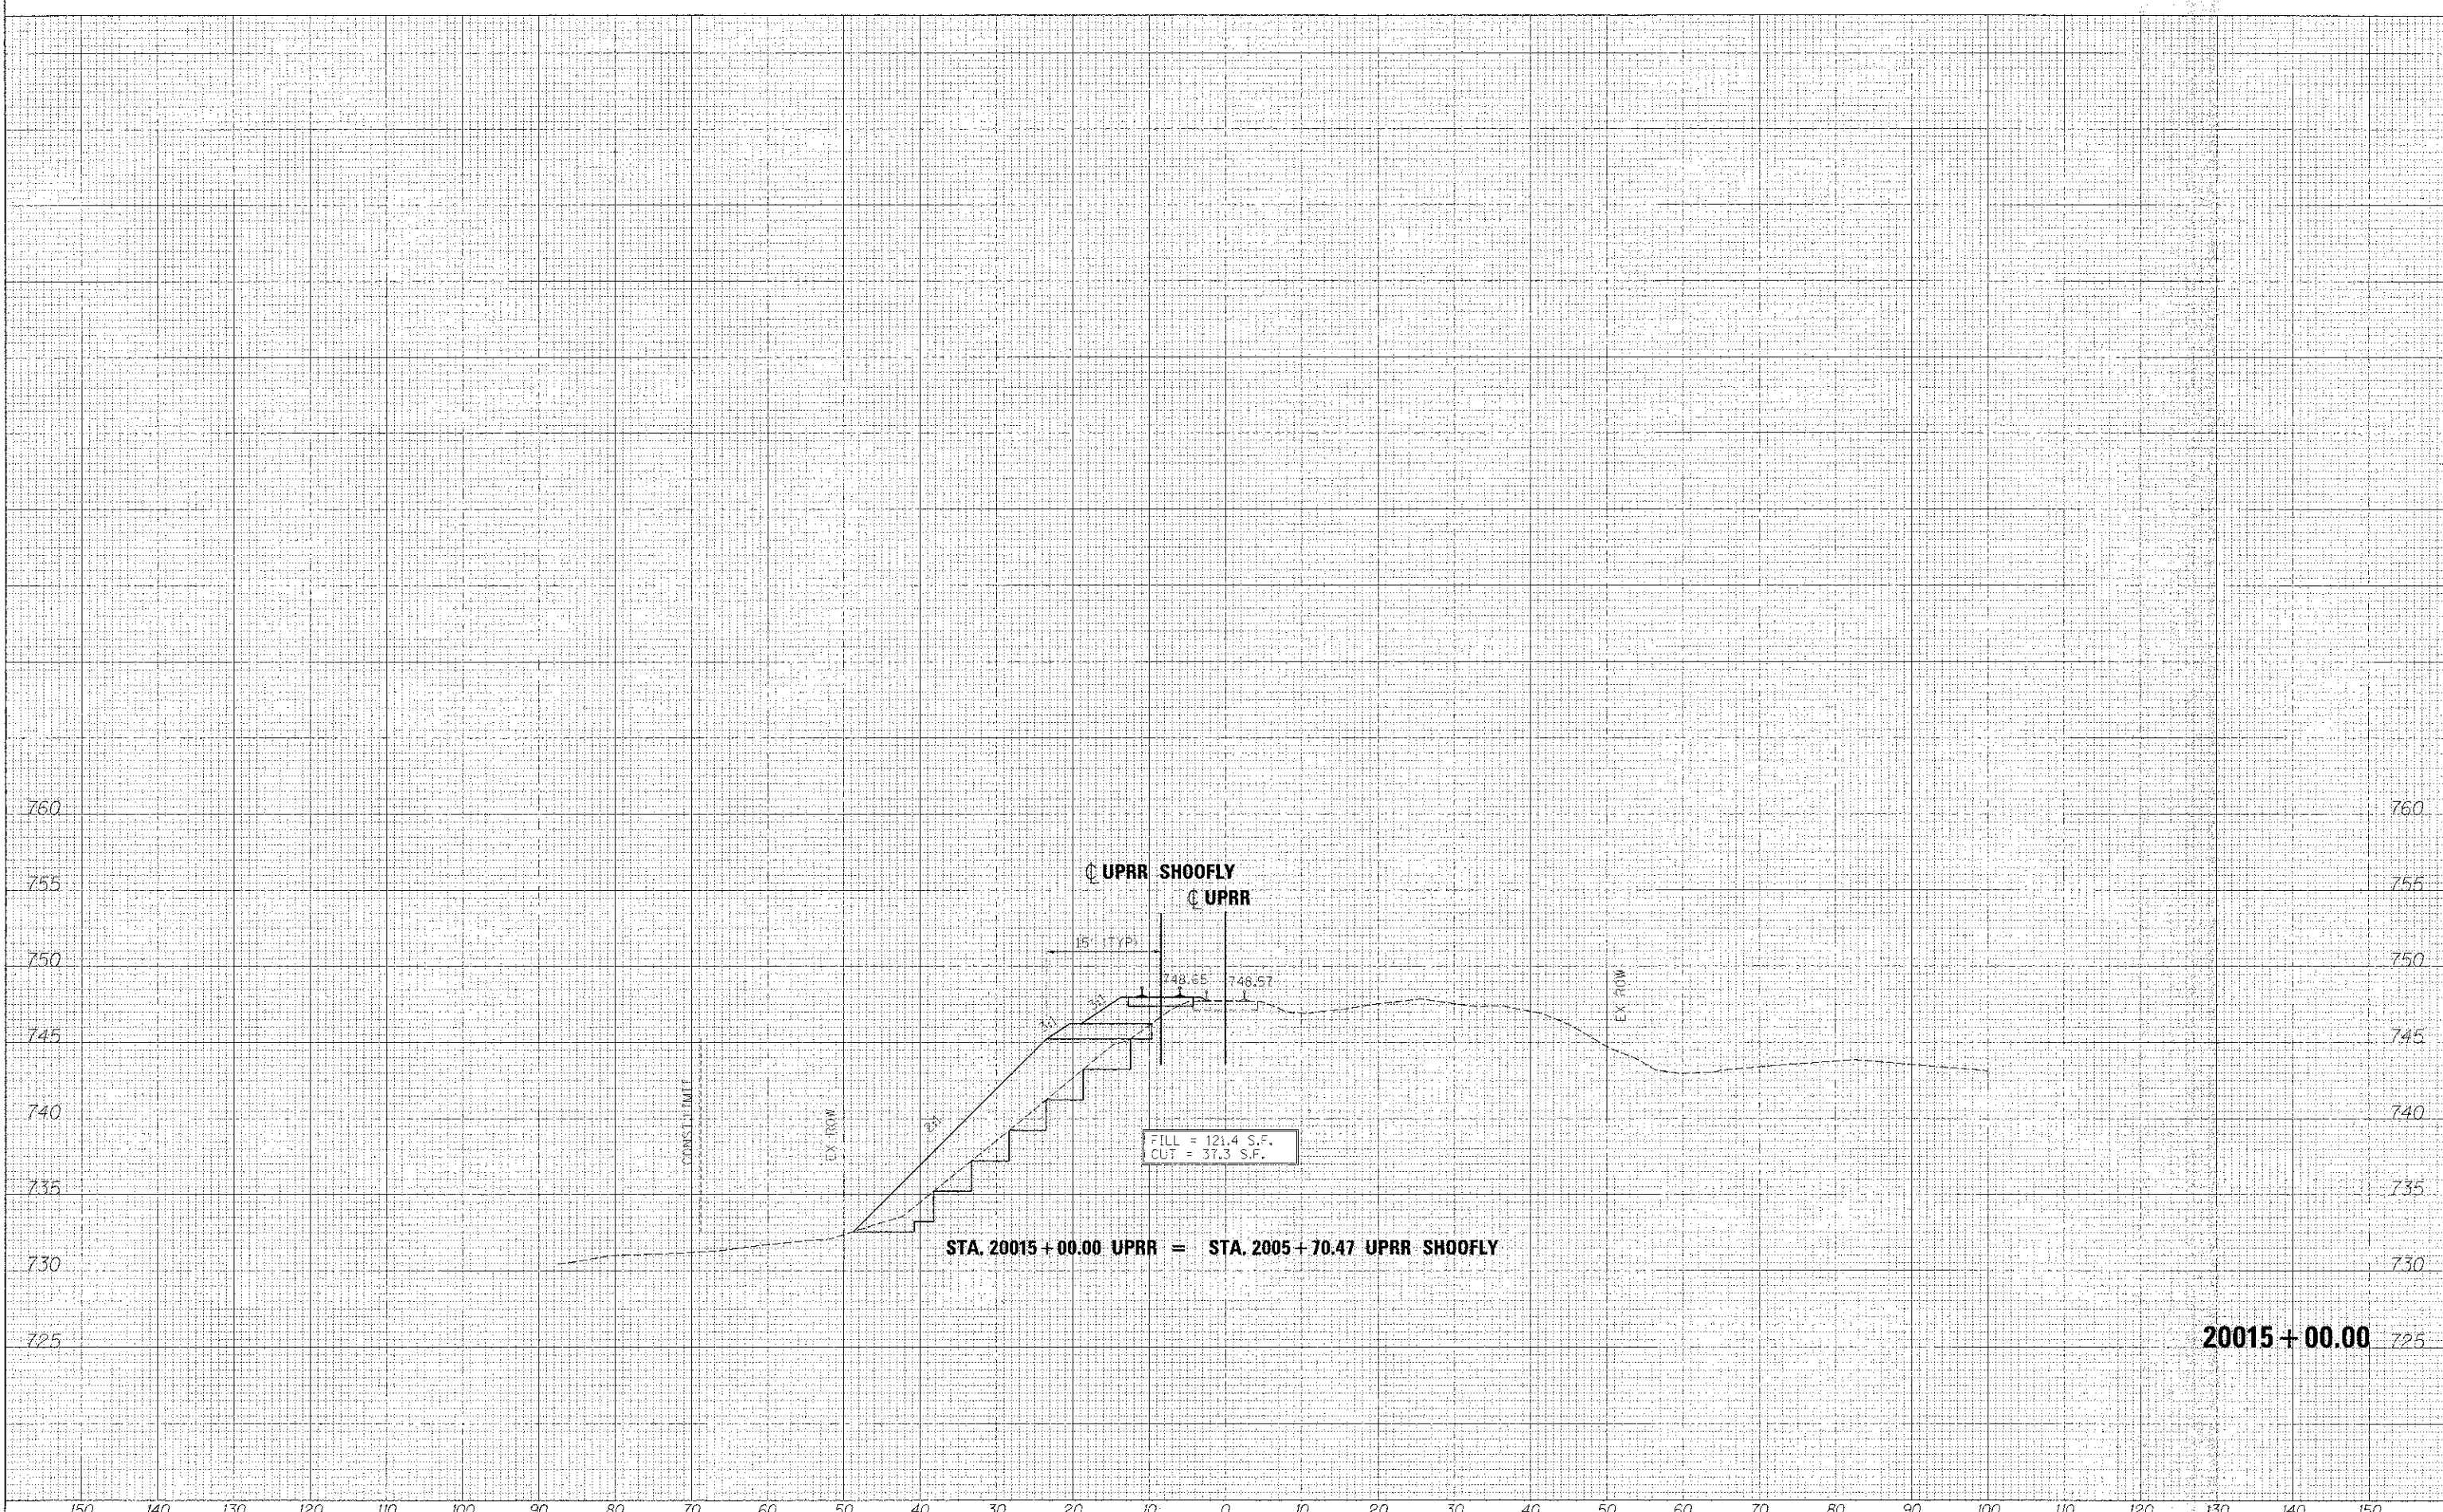 760 760
℄ UPRR SHOOFLY
755 755
℄ UPRR
15' (TYP)
750 750
748.65 748.57
EX ROW
3:1
3:1
745 745
CONST LIMIT
EX ROW
2:1
740 740
FILL = 121.4 S.F.
CUT = 37.3 S.F.
735 735
STA. 20015+00.00 UPRR = STA. 2005+70.47 UPRR SHOOFLY
730 730
20015+00.00
725 725
150 140 130 120 110 100 90 80 70 60 50 40 30 20 10 0 10 20 30 40 50 60 70 80 90 100 110 120 130 140 150